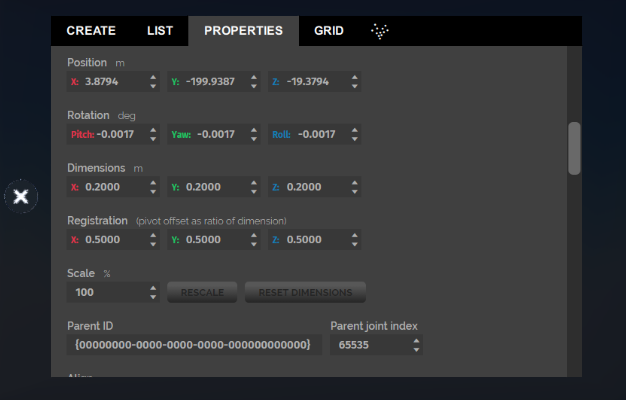 CREATE LIST PROPERTIES GRID
Position m
X: 3.8794 Y: -199.9387 Z: -19.3794
Rotation deg
Pitch: -0.0017 Yaw: -0.0017 Roll: -0.0017
Dimensions m
X: 0.2000 Y: 0.2000 Z: 0.2000
Registration (pivot offset as ratio of dimension)
X: 0.5000 Y: 0.5000 Z: 0.5000
Scale %
100 RESCALE RESET DIMENSIONS
Parent ID Parent joint index
{00000000-0000-0000-0000-000000000000} 65535